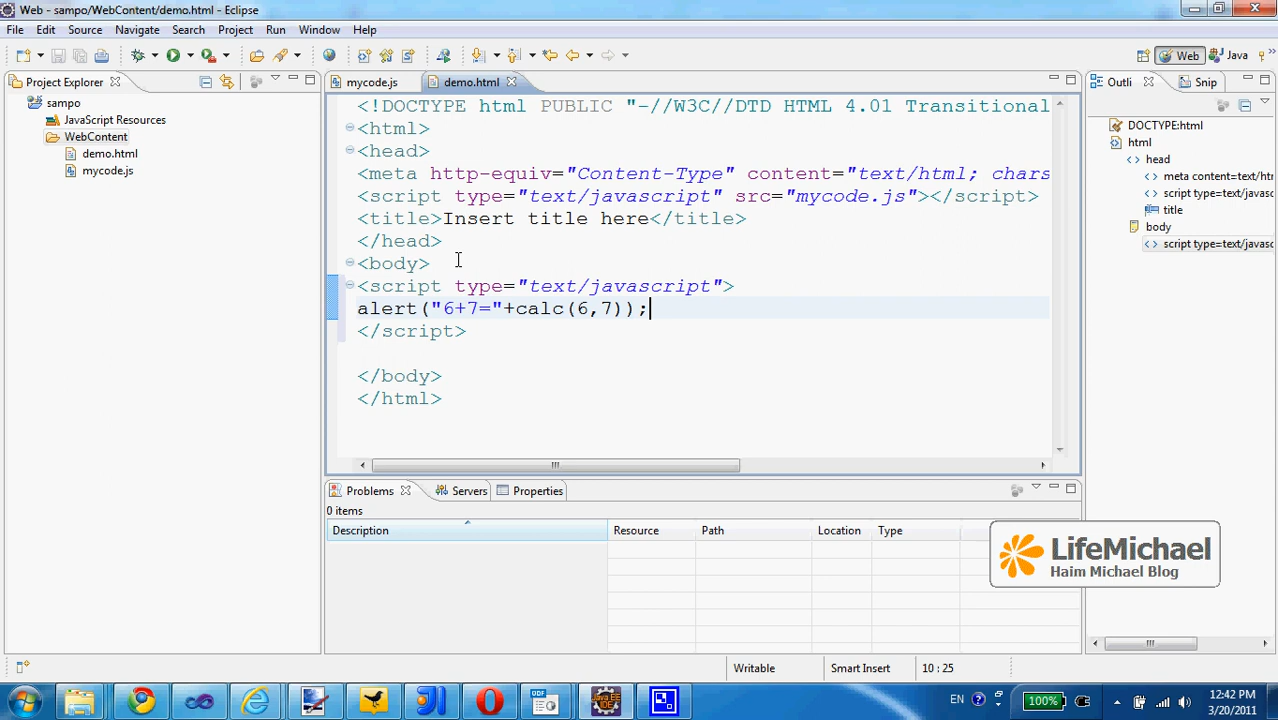 Web - sampo/WebContent/demo.html - Eclipse
File Edit Source Navigate Search Project Run Window Help
Web Java
Project Explorer
sampo
JavaScript Resources
WebContent
demo.html
mycode.js
mycode.js demo.html
<!DOCTYPE html PUBLIC "-//W3C//DTD HTML 4.01 Transitional
<html>
<head>
<meta http-equiv="Content-Type" content="text/html; chars
<script type="text/javascript" src="mycode.js"></script>
<title>Insert title here</title>
</head>
<body>
<script type="text/javascript">
alert("6+7="+calc(6,7));
</script>
</body>
</html>
Outli Snip
DOCTYPE:html
html
head
meta content=text/htr
script type=text/javas
title
body
script type=text/javasc
Problems Servers Properties
0 items
Description Resource Path Location Type
LifeMichael
Haim Michael Blog
Writable Smart Insert 10 : 25
ODF
Java EE
IDE
EN 100% 12:42 PM
3/20/2011